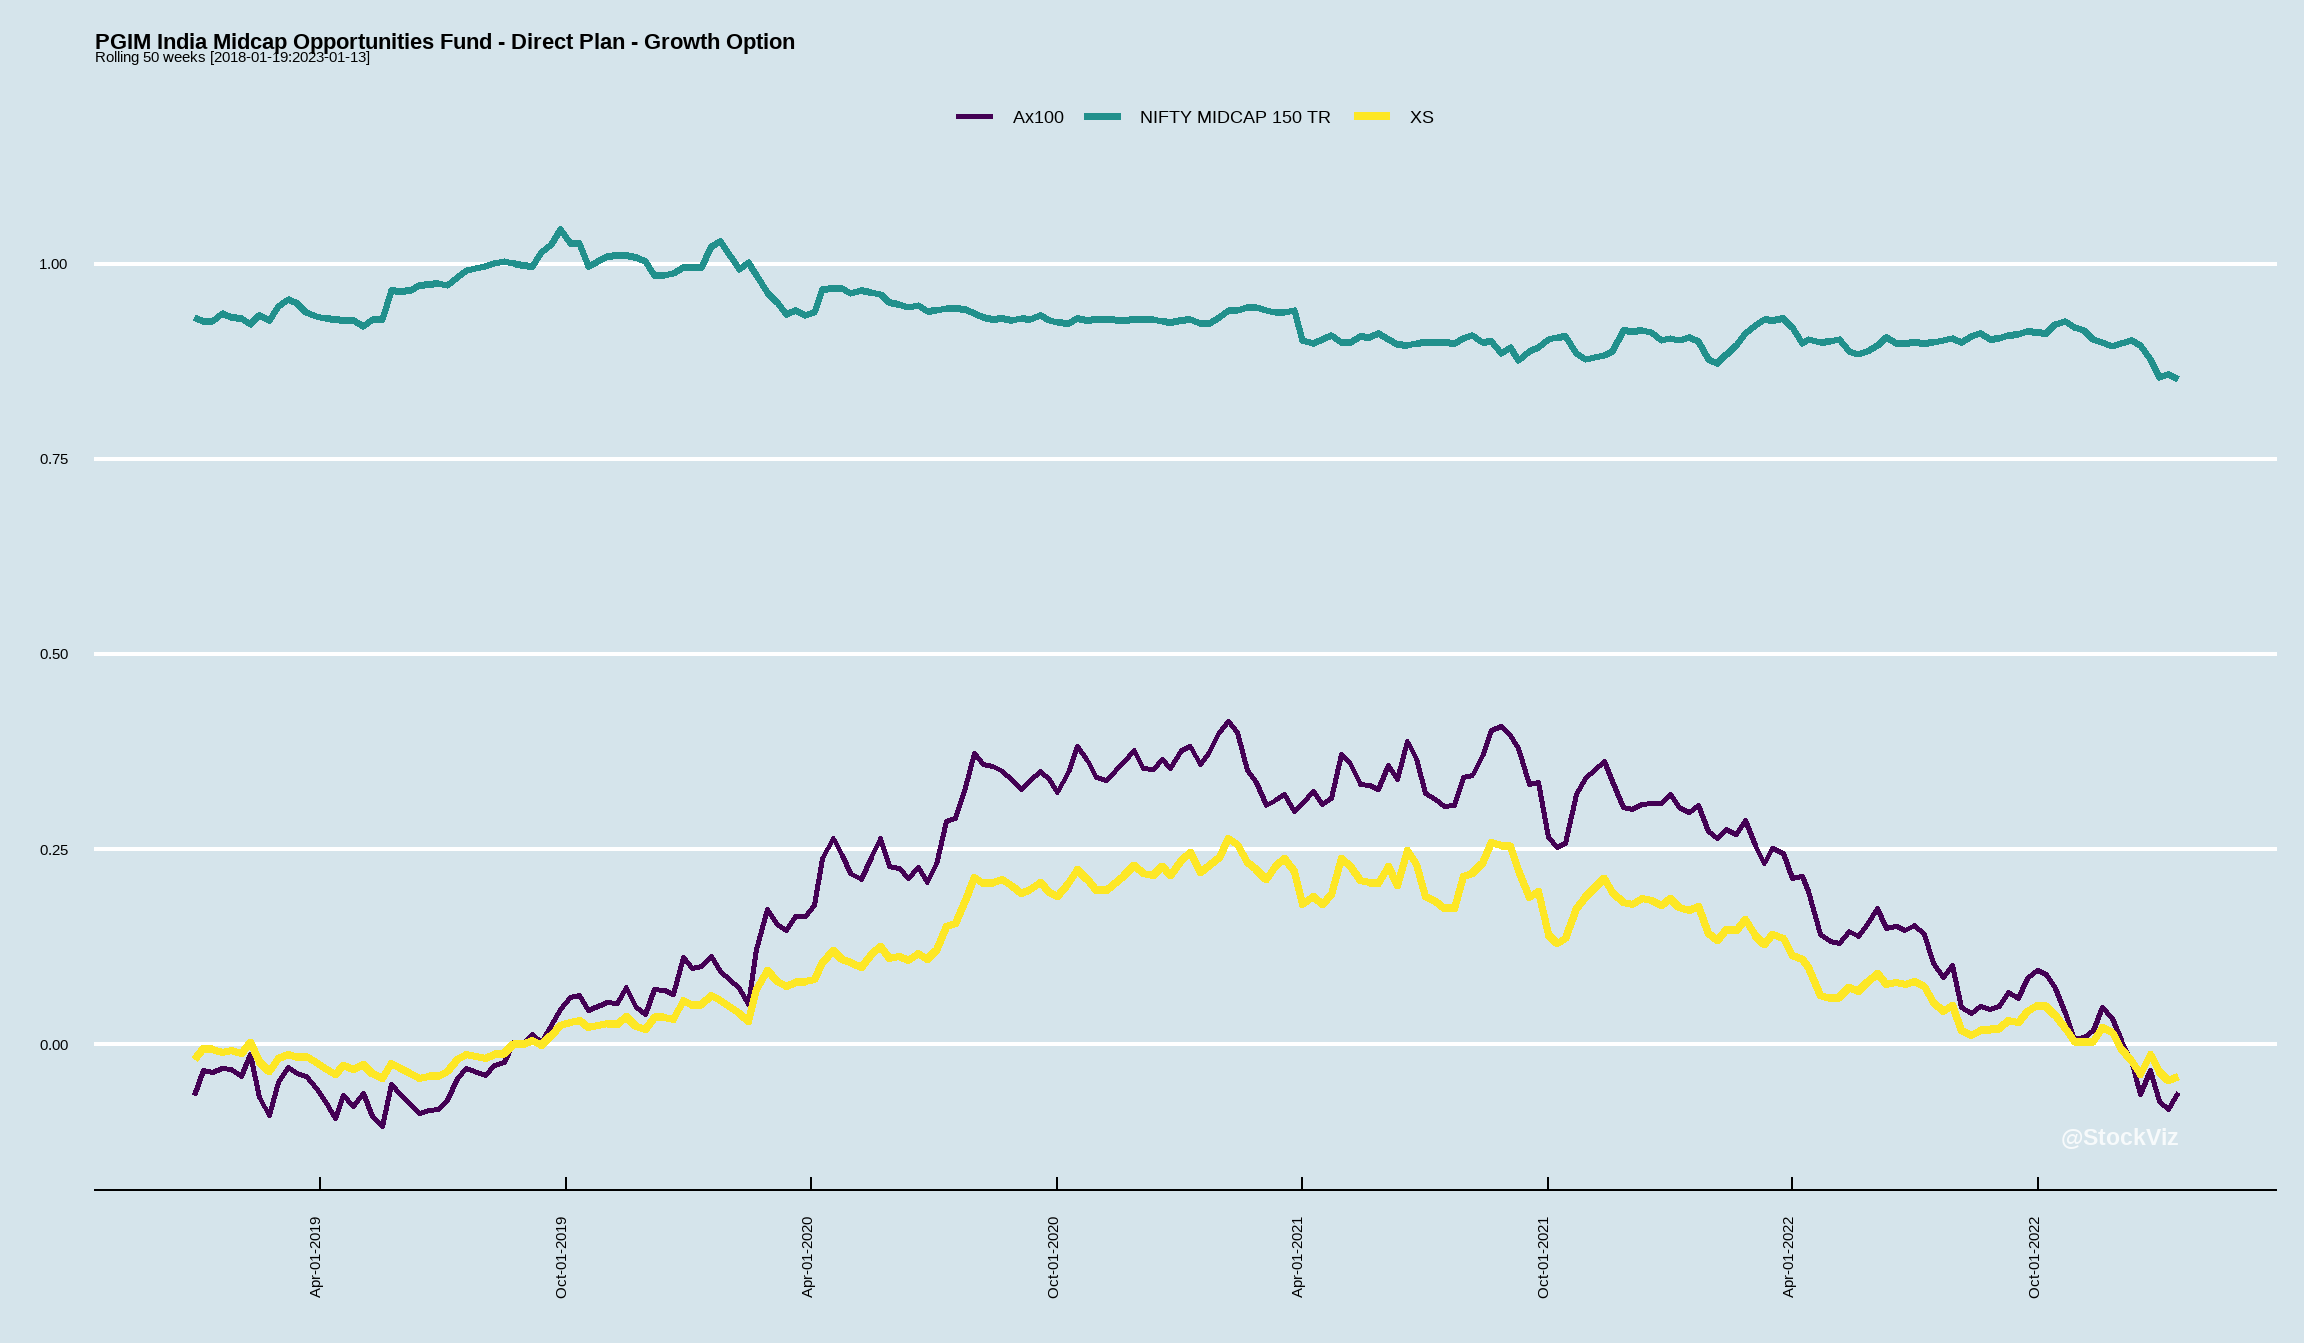 PGIM India Midcap Opportunities Fund - Direct Plan - Growth Option
Rolling 50 weeks [2018-01-19:2023-01-13]
Ax100 NIFTY MIDCAP 150 TR XS
1.00
0.75
0.50
0.25
0.00
@StockViz
Apr-01-2019 Oct-01-2019 Apr-01-2020 Oct-01-2020 Apr-01-2021 Oct-01-2021 Apr-01-2022 Oct-01-2022